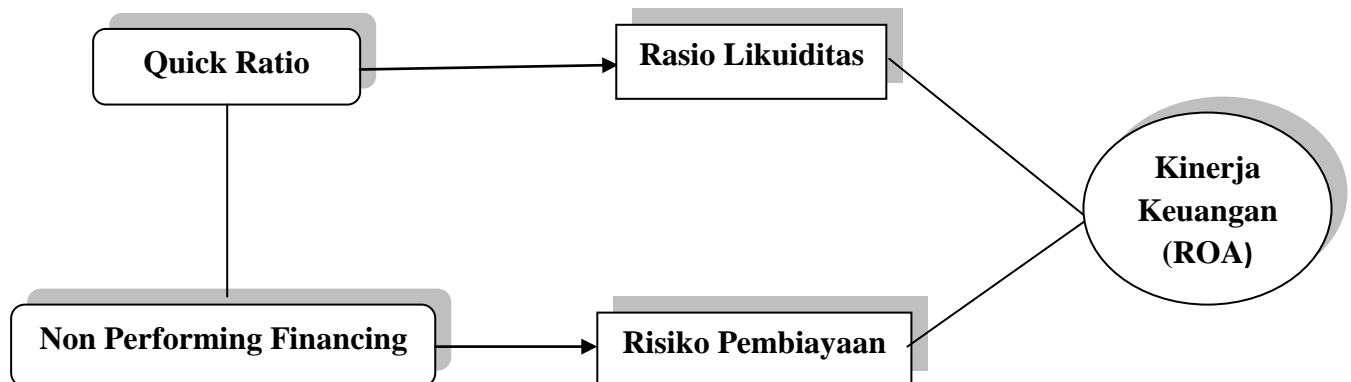 Quick Ratio
Rasio Likuiditas
Kinerja
Keuangan
(ROA)
Non Performing Financing
Risiko Pembiayaan